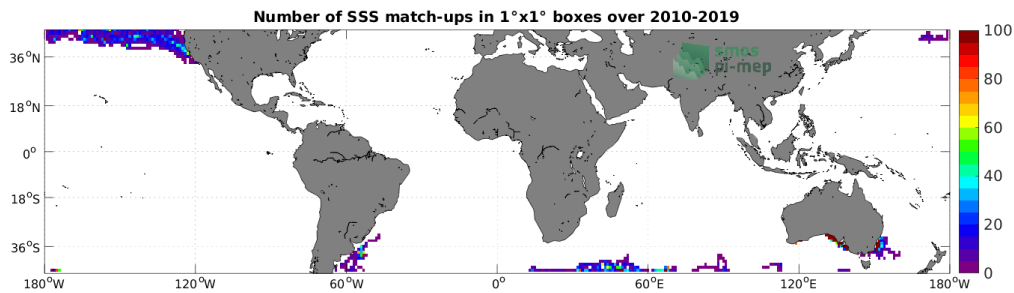 Number of SSS match-ups in 1°x1° boxes over 2010-2019
smos
pi-mep
36°N
18°N
0°
18°S
36°S
180°W
120°W
60°W
0°
60°E
120°E
180°W
100
80
60
40
20
0